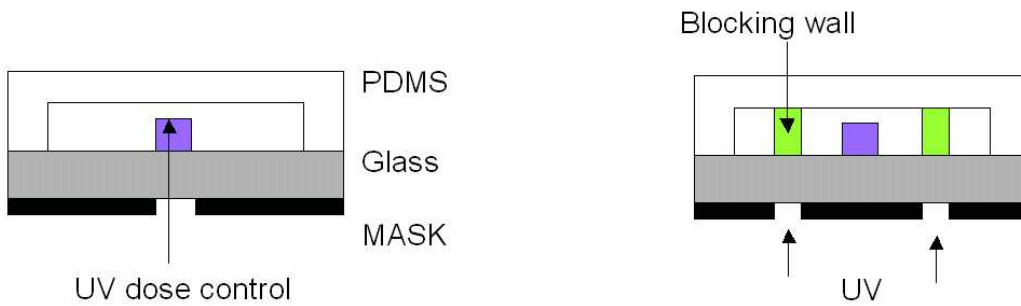 Blocking wall
PDMS
Glass
MASK
UV dose control
UV